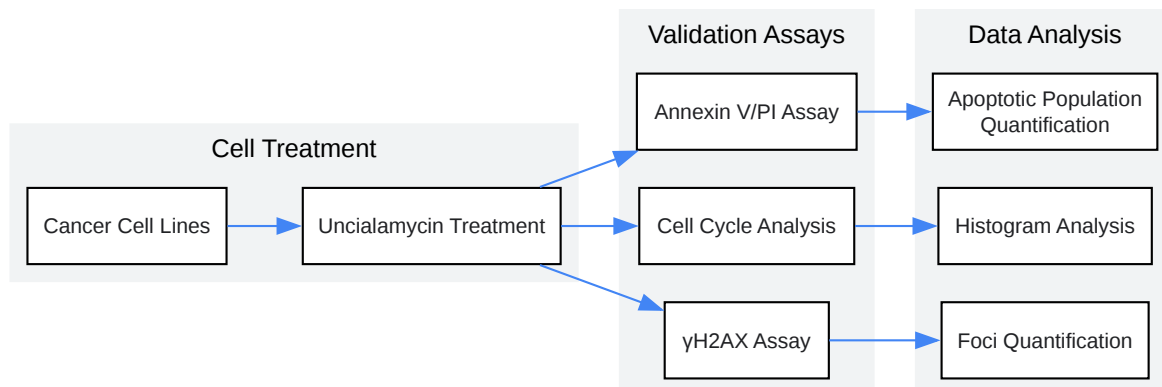 Cell Treatment
Cancer Cell Lines
Uncialamycin Treatment
Validation Assays
Annexin V/PI Assay
Cell Cycle Analysis
γH2AX Assay
Data Analysis
Apoptotic Population
Quantification
Histogram Analysis
Foci Quantification